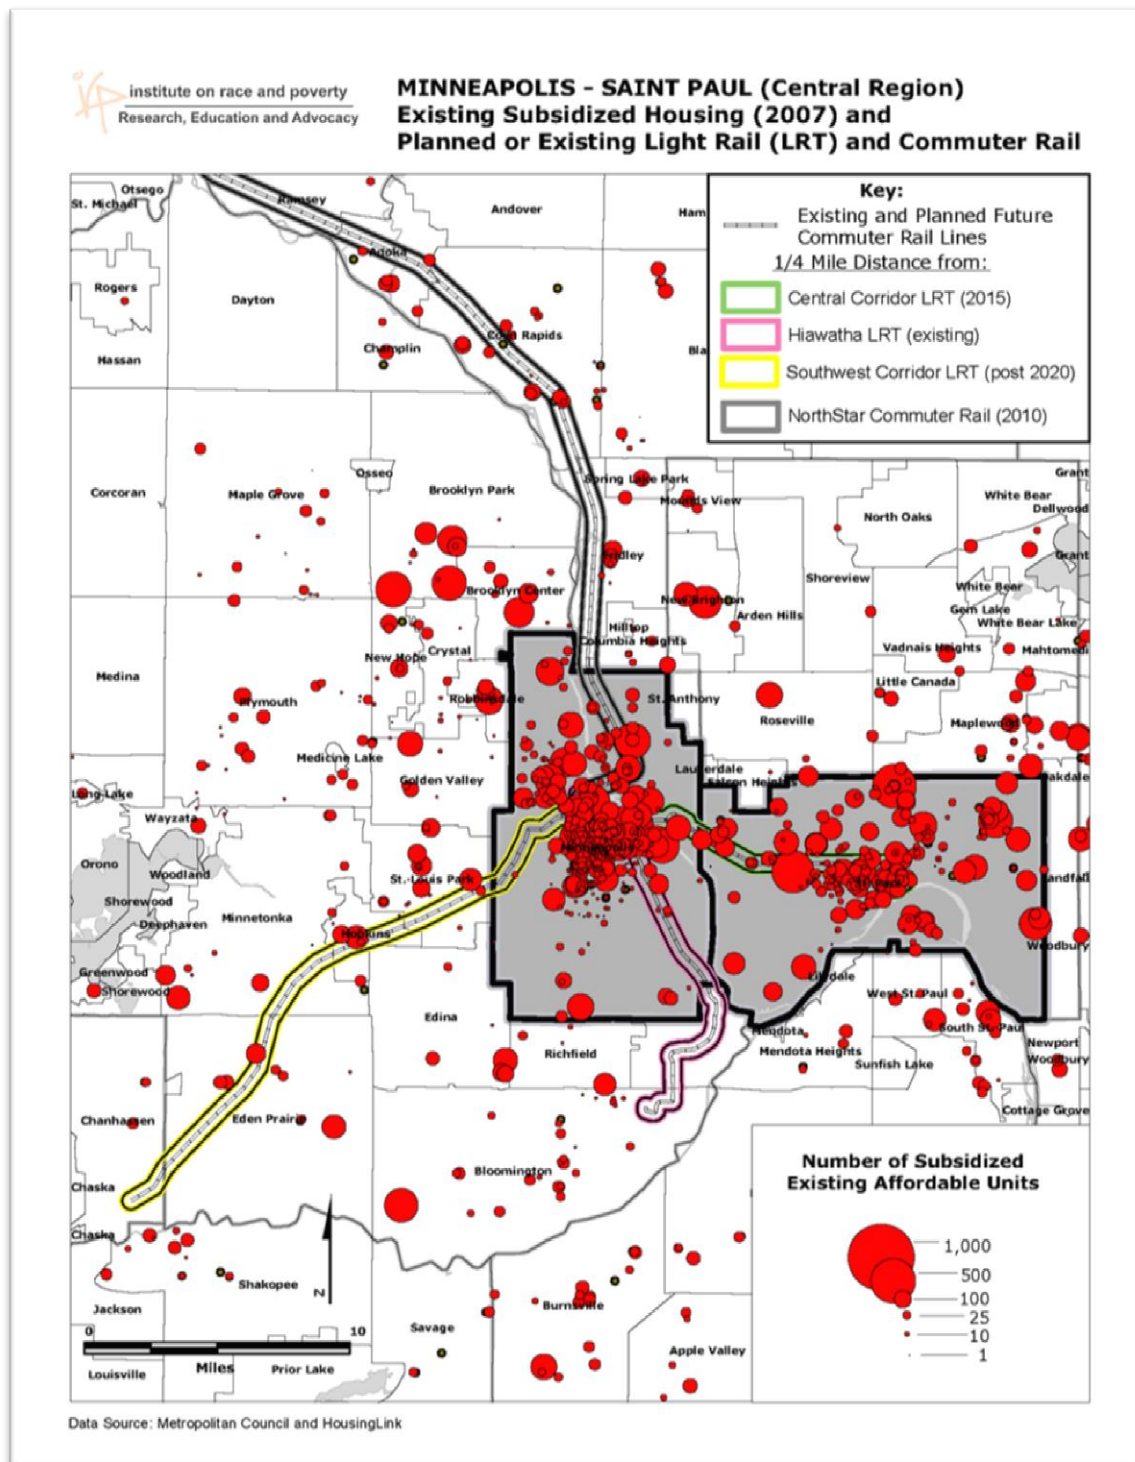 institute on race and poverty
Research, Education and Advocacy
MINNEAPOLIS - SAINT PAUL (Central Region)
Existing Subsidized Housing (2007) and
Planned or Existing Light Rail (LRT) and Commuter Rail
Key:
Existing and Planned Future
Commuter Rail Lines
1/4 Mile Distance from:
Central Corridor LRT (2015)
Hiawatha LRT (existing)
Southwest Corridor LRT (post 2020)
NorthStar Commuter Rail (2010)
Otsego
St. Michael
Ramsey
Andover
Ham
Anoka
Rogers
Dayton
Coon Rapids
Champlin
Bla
Hassan
Osseo
Spring Lake Park
Grant
Corcoran
Maple Grove
Brooklyn Park
Mounds View
White Bear
Dellwood
North Oaks
Fridley
Grant
Shoreview
Brooklyn Center
White Bear
New Brighton
Arden Hills
Gem Lake
White Bear Lake
Hilltop
Columbia Heights
Crystal
New Hope
Vadnais Heights
Mahtomedi
Medina
Little Canada
Plymouth
Robbinsdale
St. Anthony
Roseville
Maplewood
Medicine Lake
Golden Valley
Lauderdale
Falcon Heights
Oakdale
Long Lake
Wayzata
Minneapolis
Orono
Woodland
St. Louis Park
St. Paul
Landfall
Shorewood
Deephaven
Minnetonka
Hopkins
Woodbury
Greenwood
Shorewood
Lilydale
West St. Paul
Edina
Richfield
Mendota
South St. Paul
Mendota Heights
Newport
Woodbury
Sunfish Lake
Chanhassen
Eden Prairie
Cottage Grove
Bloomington
Chaska
Chaska
Shakopee
Jackson
N
Burnsville
Savage
0
10
Miles
Louisville
Prior Lake
Apple Valley
Number of Subsidized
Existing Affordable Units
1,000
500
100
25
10
1
Data Source: Metropolitan Council and HousingLink